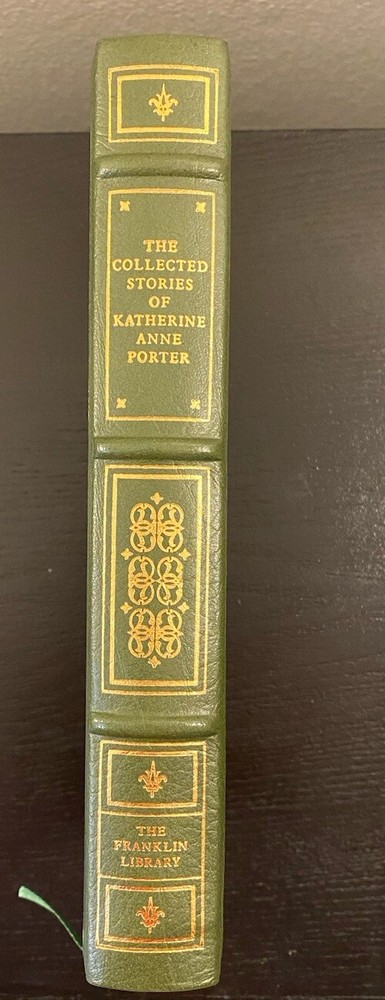 THE
COLLECTED
STORIES
OF
KATHERINE
ANNE
PORTER
THE
FRANKLIN
LIBRARY